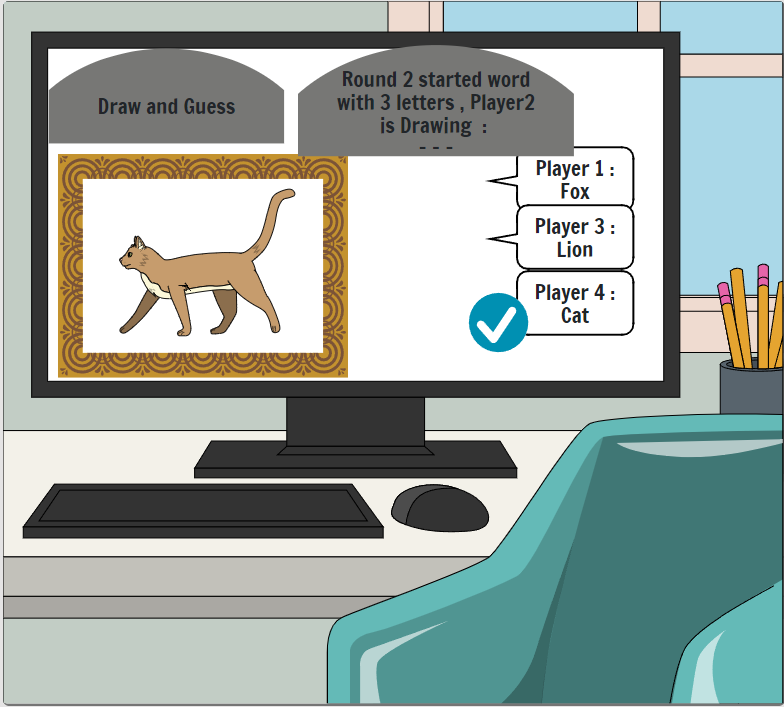 Draw and Guess
Round 2 started word
with 3 letters , Player2
is Drawing :
- - -
Player 1 :
Fox
Player 3 :
Lion
Player 4 :
Cat